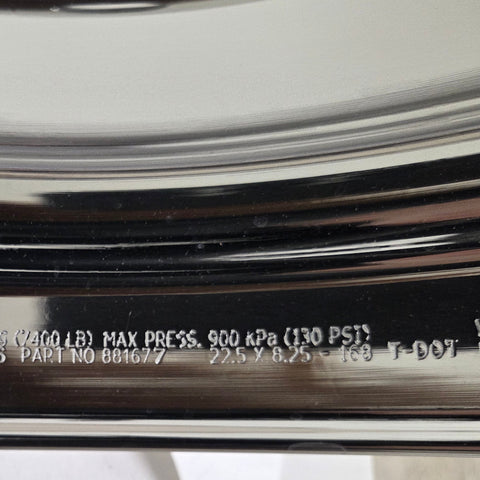 (7400 LB) MAX PRESS. 900 kPa (130 PSI)
PART NO 881677 22.5 X 8.25 - 168 T-DOT